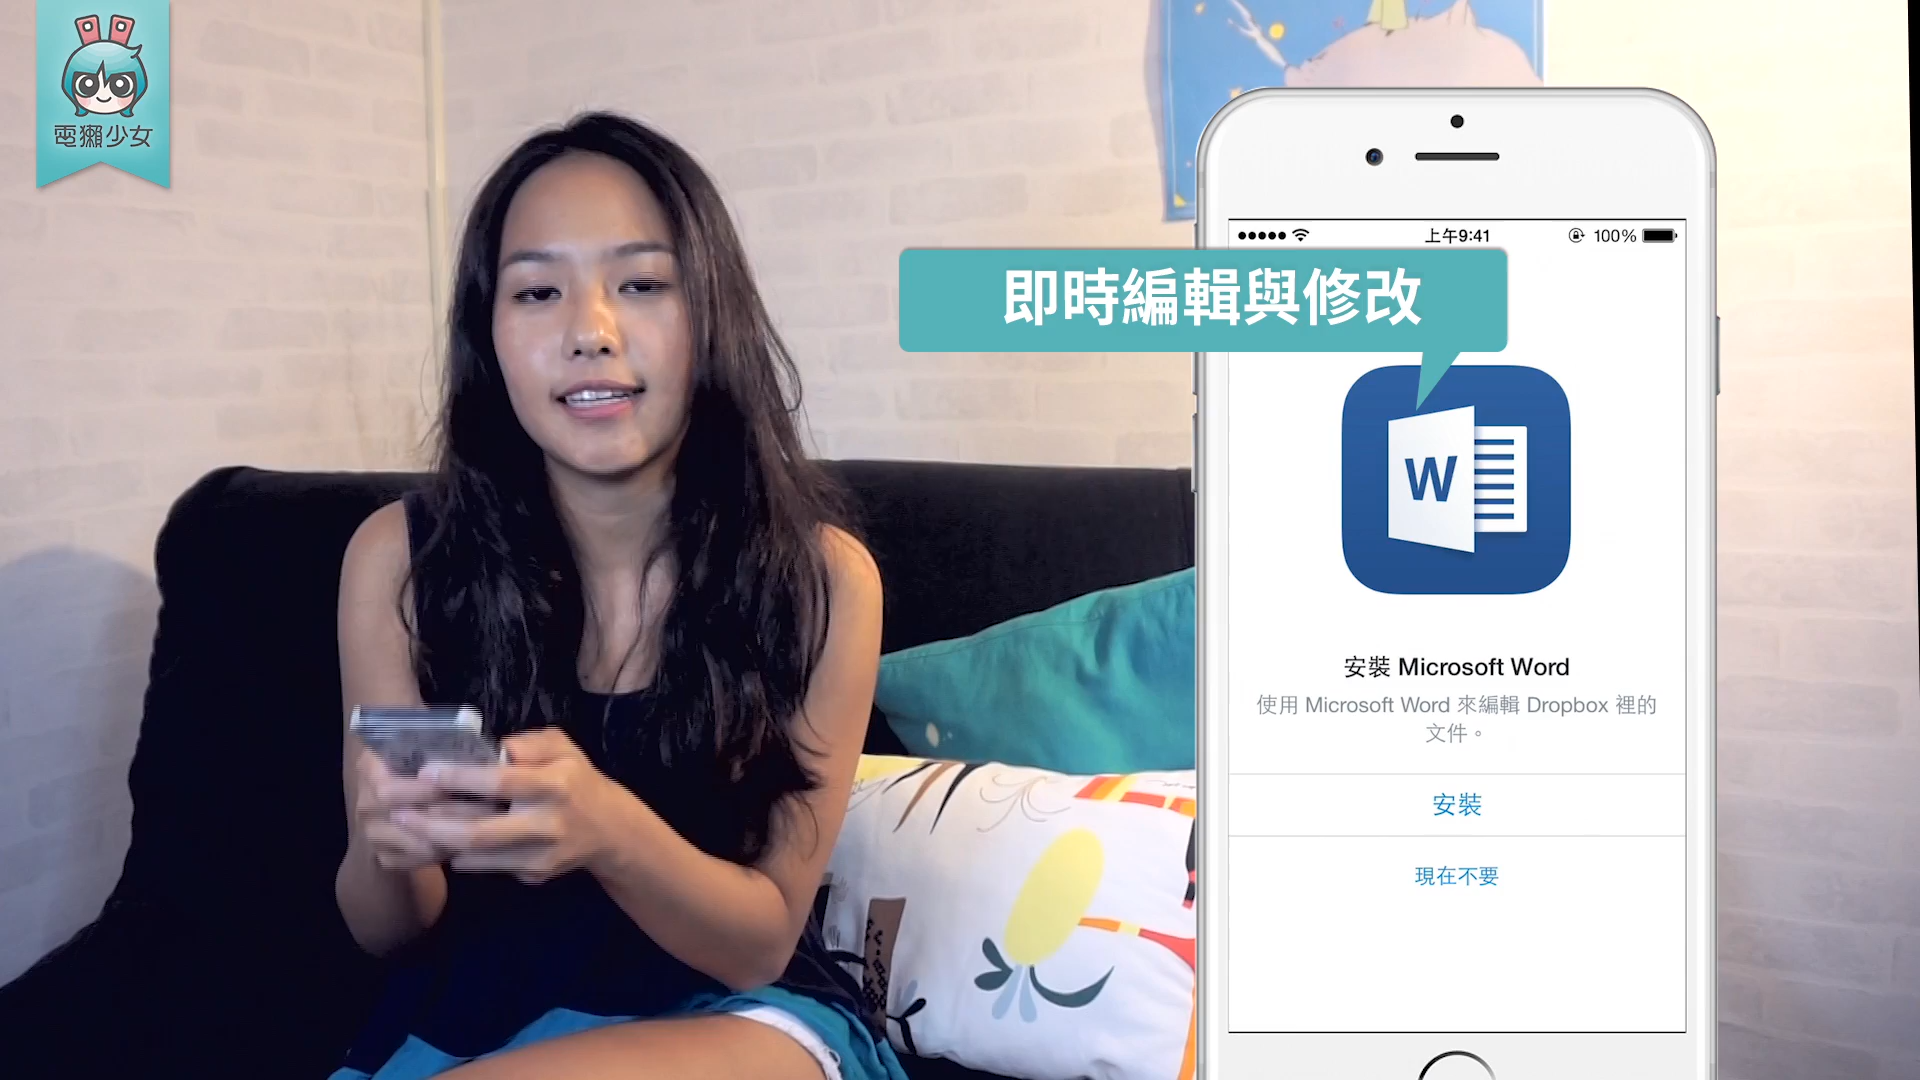 電獺少女
上午9:41
100%
即時編輯與修改
W
安裝 Microsoft Word
使用 Microsoft Word 來編輯 Dropbox 裡的
文件。
安裝
現在不要